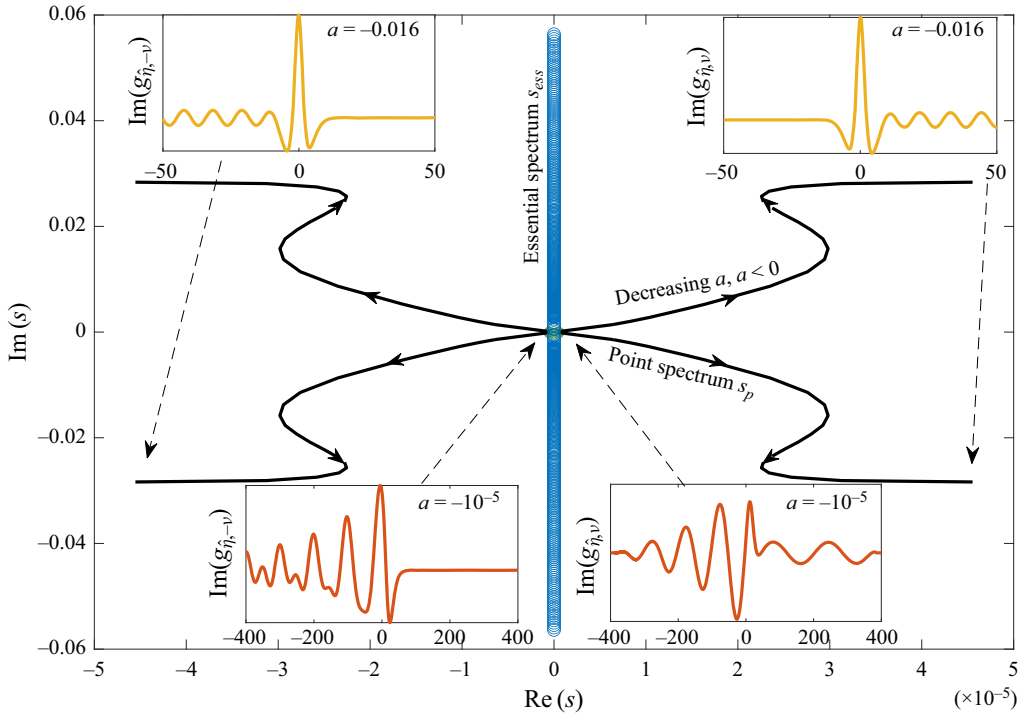 0.06
0.04
0.02
0
–0.02
–0.04
–0.06
Im (s)
a = –0.016
Im(g_{η̂,–ν})
–50
0
50
a = –0.016
Im(g_{η̂,ν})
–50
0
50
Essential spectrum s_{ess}
Decreasing a, a < 0
Point spectrum s_p
a = –10^{–5}
Im(g_{η̂,–ν})
–400
–200
0
200
400
a = –10^{–5}
Im(g_{η̂,ν})
–400
–200
0
200
400
–5
–4
–3
–2
–1
0
1
2
3
4
5
Re (s)
(×10^{–5})